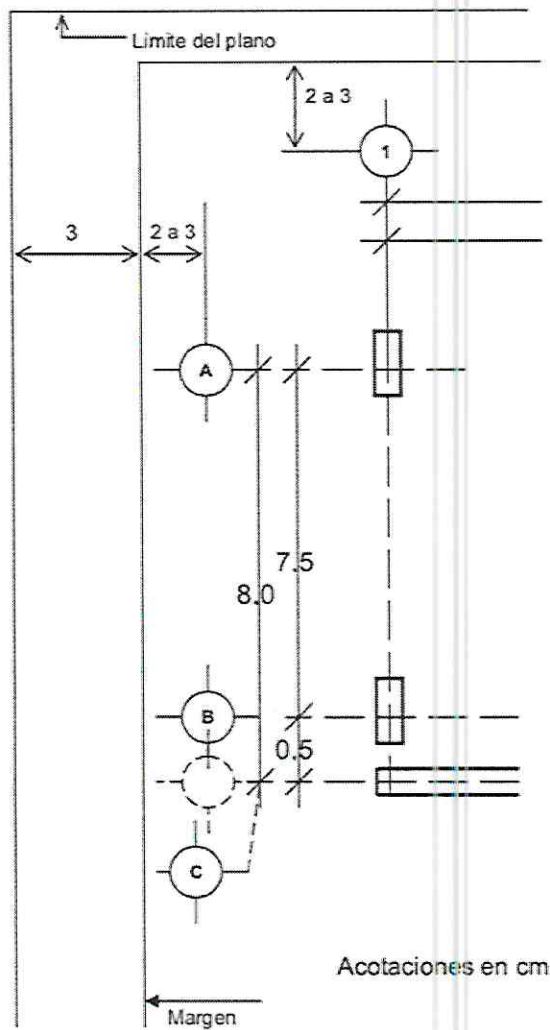 Limite del plano
2 a 3
1
3
2 a 3
A
7.5
8.0
B
0.5
C
Acotaciones en cm
Margen